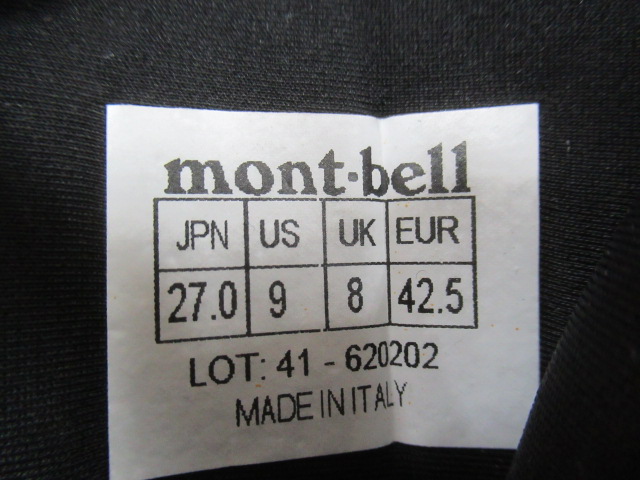 mont·bell
JPN US UK EUR
27.0 9 8 42.5
LOT: 41 - 620202
MADE IN ITALY